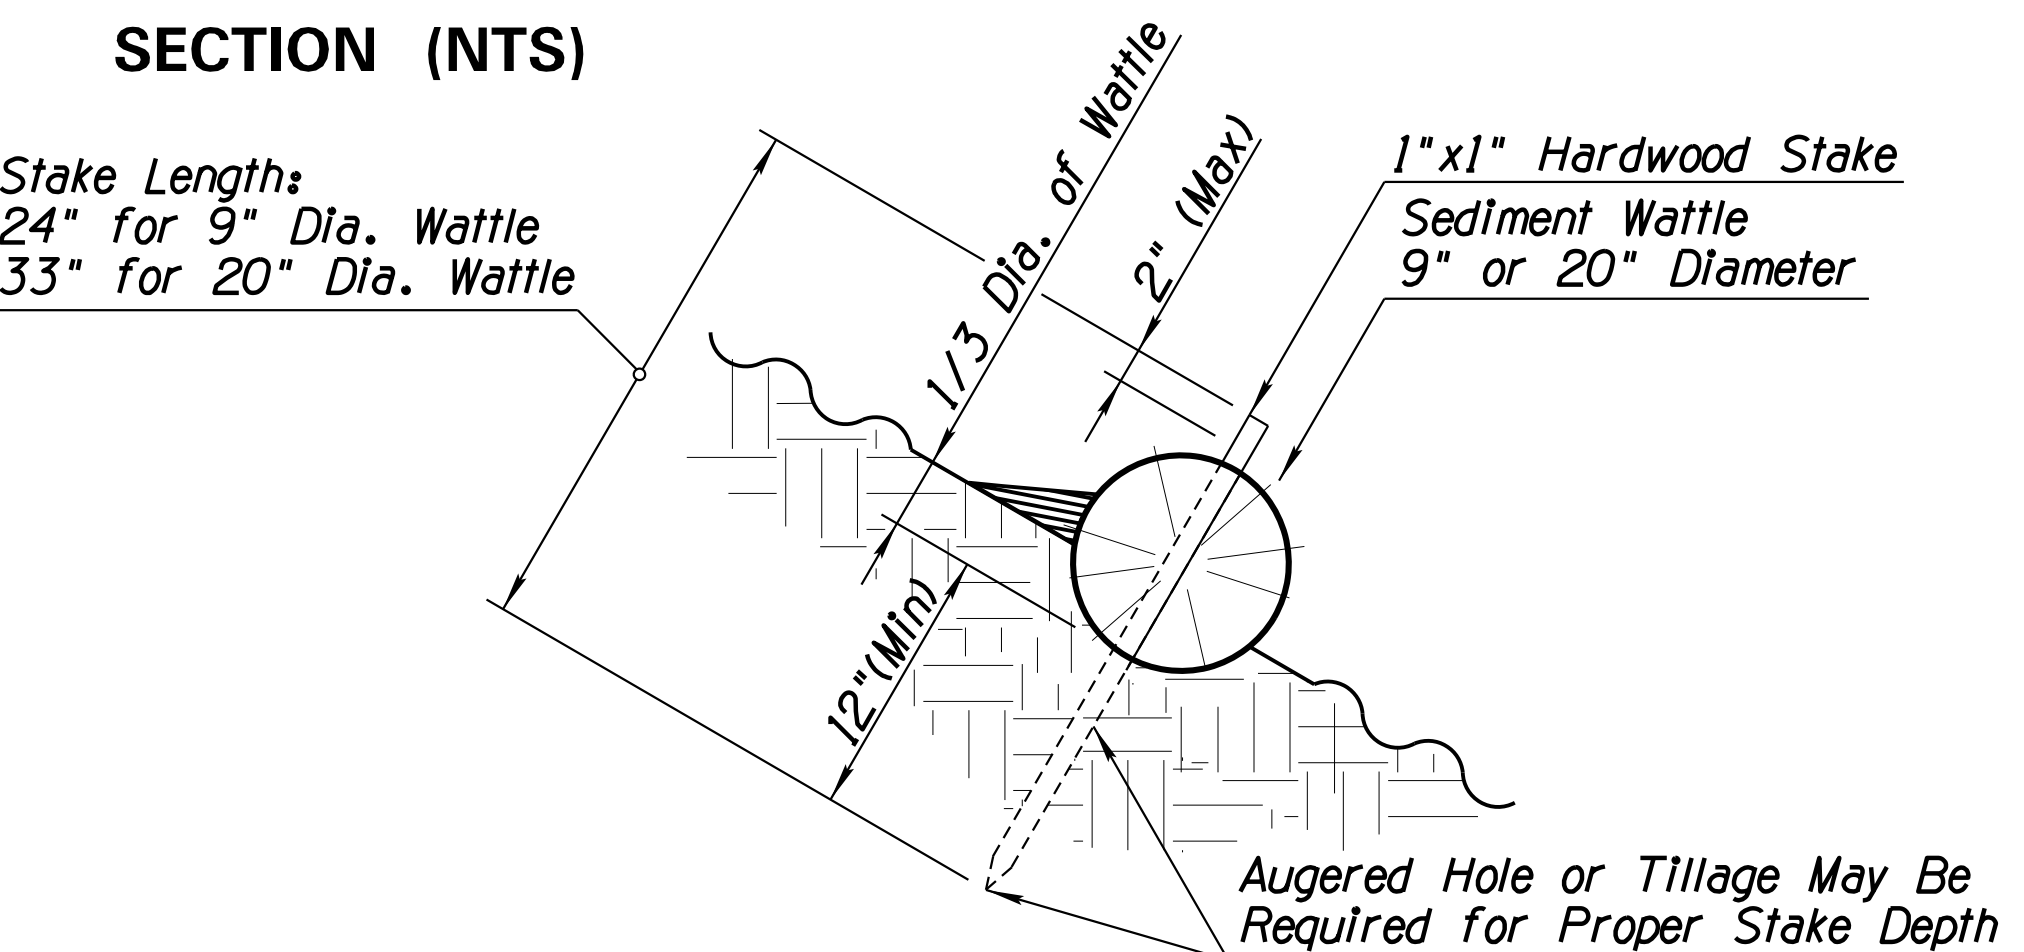 SECTION (NTS)
Stake Length:
24" for 9" Dia. Wattle
33" for 20" Dia. Wattle
1/3 Dia. of Wattle
2" (Max)
1"x1" Hardwood Stake
Sediment Wattle
9" or 20" Diameter
12"(Min)
Augered Hole or Tillage May Be
Required for Proper Stake Depth